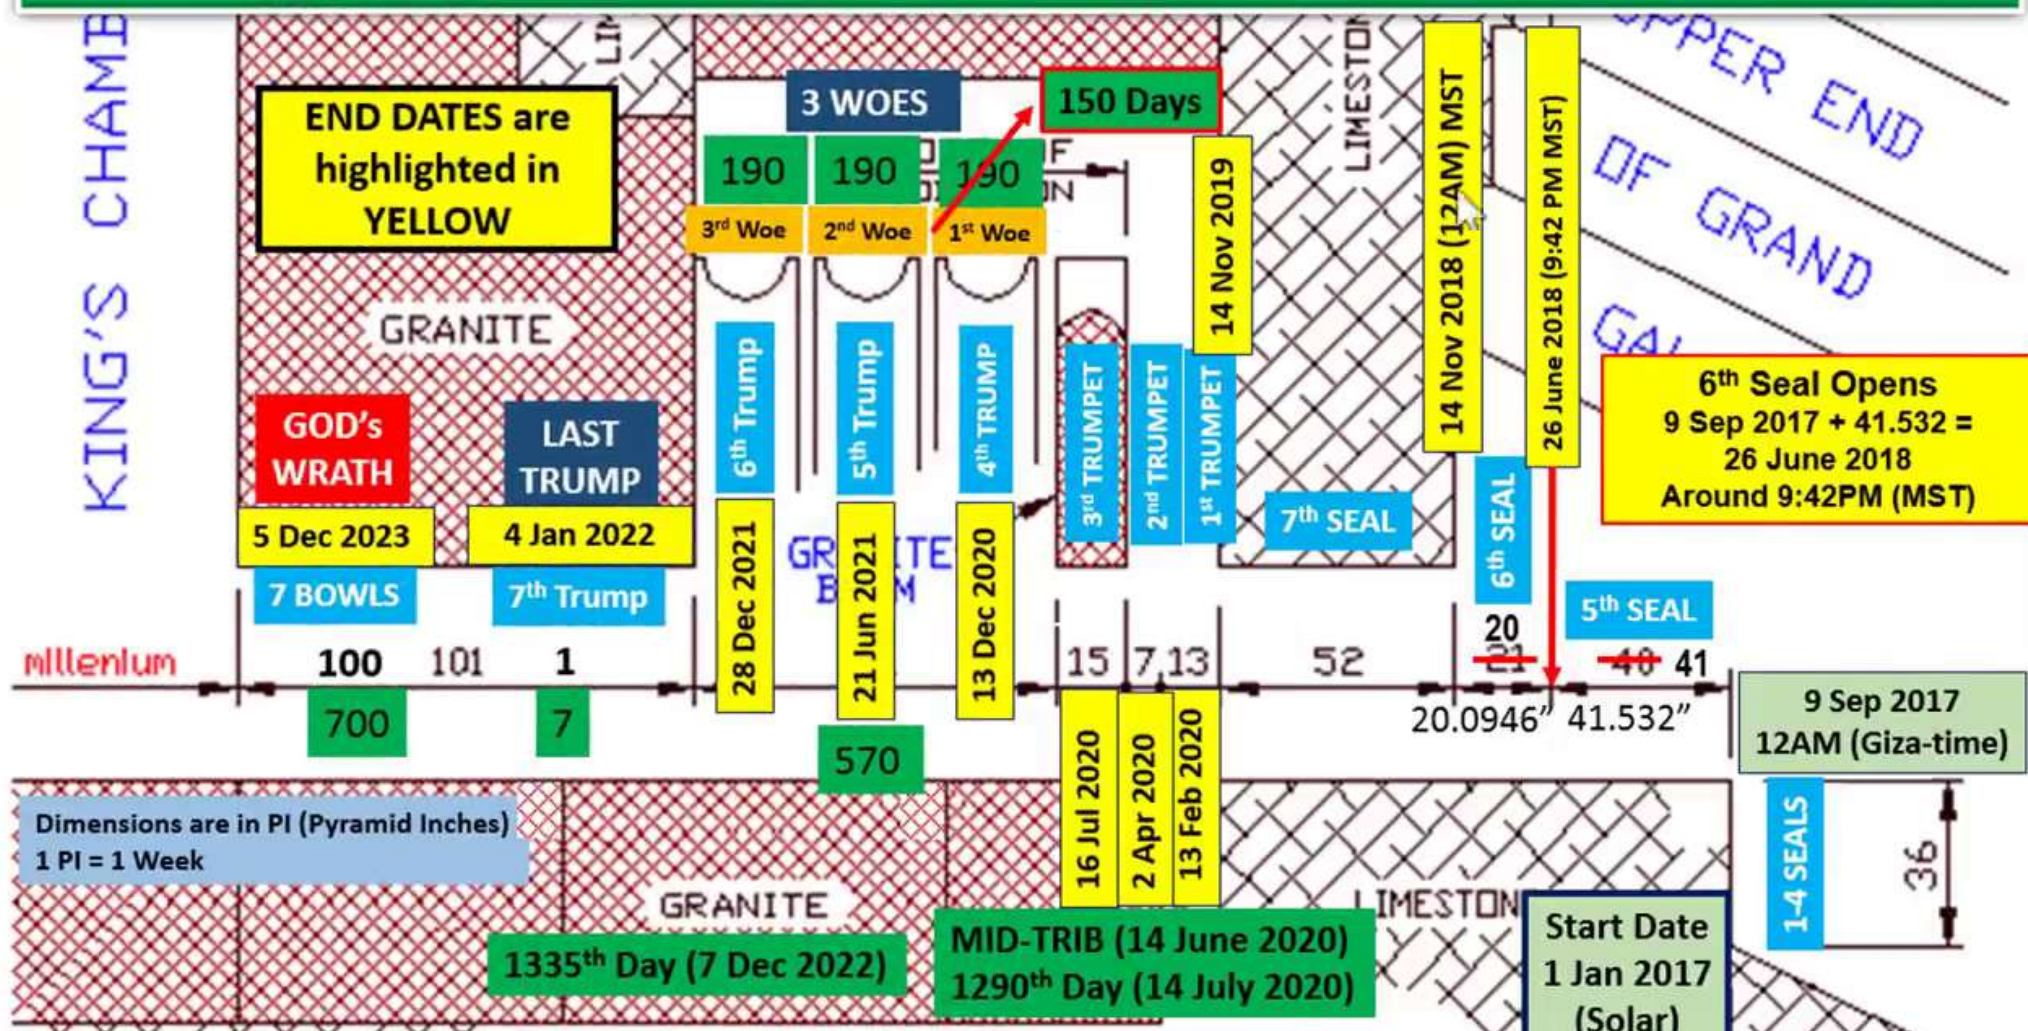 KING'S CHAMB
END DATES are
highlighted in
YELLOW
GRANITE
GOD's
WRATH
5 Dec 2023
7 BOWLS
LAST
TRUMP
4 Jan 2022
7th Trump
3 WOES
150 Days
190
190
190
3rd Woe
2nd Woe
1st Woe
6th Trump
5th Trump
4th TRUMP
28 Dec 2021
21 Jun 2021
13 Dec 2020
3rd TRUMPET
2nd TRUMPET
1st TRUMPET
14 Nov 2019
LIMESTON
7th SEAL
14 Nov 2018 (12AM) MST
26 June 2018 (9:42 PM MST)
UPPER END
OF GRAND
GAL
6th Seal Opens
9 Sep 2017 + 41.532 =
26 June 2018
Around 9:42PM (MST)
6th SEAL
5th SEAL
millenium
100
101
1
15
7,13
52
20
21
40
41
700
7
570
20.0946”
41.532”
9 Sep 2017
12AM (Giza-time)
16 Jul 2020
2 Apr 2020
13 Feb 2020
Dimensions are in PI (Pyramid Inches)
1 PI = 1 Week
GRANITE
LIMESTON
1335th Day (7 Dec 2022)
MID-TRIB (14 June 2020)
1290th Day (14 July 2020)
Start Date
1 Jan 2017
(Solar)
1-4 SEALS
36